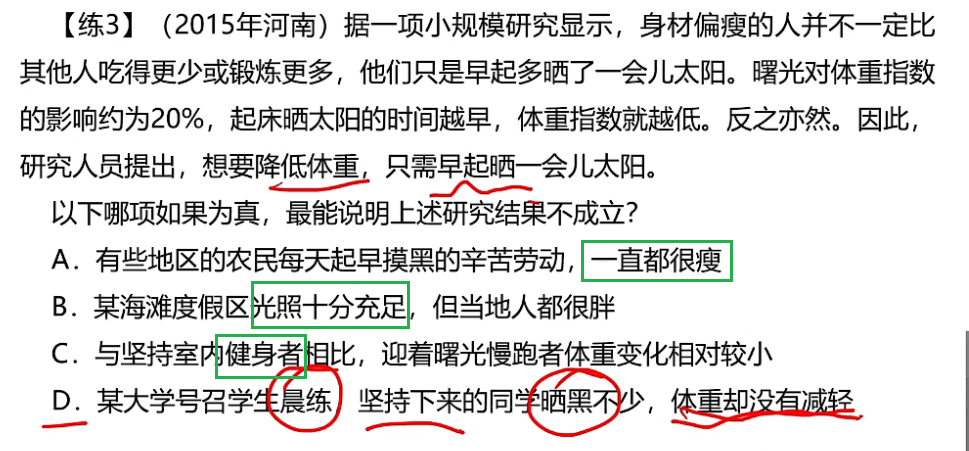 【练3】（2015年河南）据一项小规模研究显示，身材偏瘦的人并不一定比
其他人吃得更少或锻炼更多，他们只是早起多晒了一会儿太阳。曙光对体重指数
的影响约为20%，起床晒太阳的时间越早，体重指数就越低。反之亦然。因此，
研究人员提出，想要降低体重，只需早起晒一会儿太阳。
以下哪项如果为真，最能说明上述研究结果不成立？
A．有些地区的农民每天起早摸黑的辛苦劳动，一直都很瘦
B．某海滩度假区光照十分充足，但当地人都很胖
C．与坚持室内健身者相比，迎着曙光慢跑者体重变化相对较小
D．某大学号召学生晨练，坚持下来的同学晒黑不少，体重却没有减轻